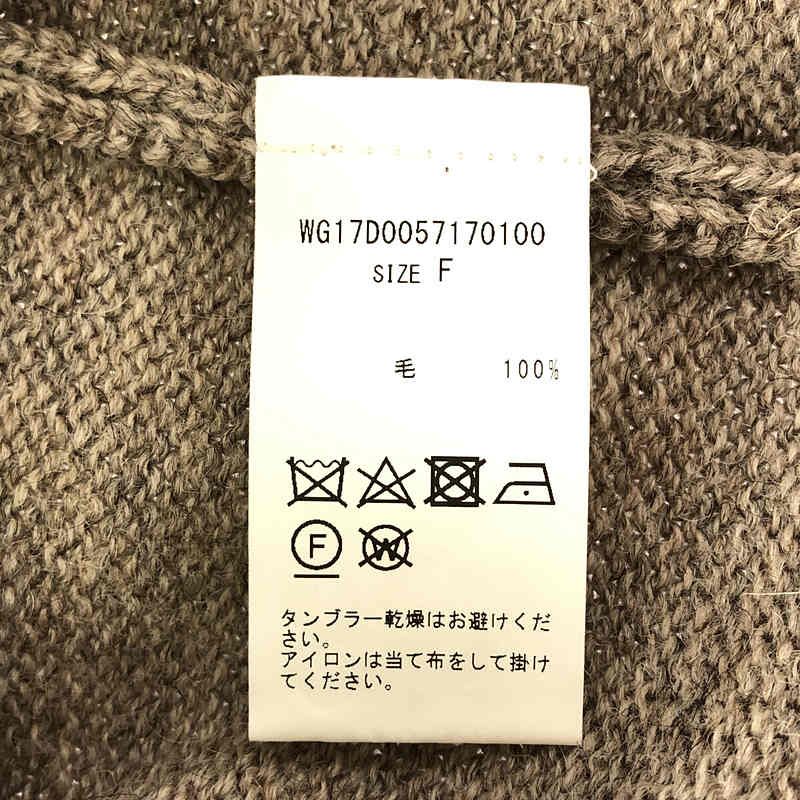 WG17D0057170100
SIZE F
毛 100%
F W
タンブラー乾燥はお避けくだ
さい。
アイロンは当て布をして掛け
てください。